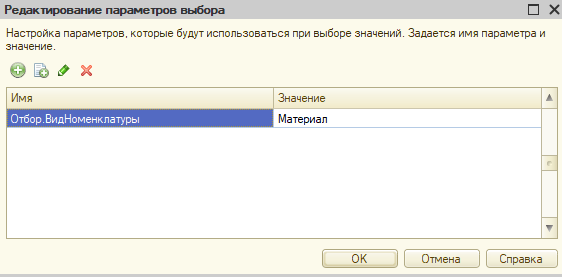 Редактирование параметров выбора
Настройка параметров, которые будут использоваться при выборе значений. Задается имя параметра и
значение.
Имя Значение
Отбор.ВидНоменклатуры Материал
OK Отмена Справка